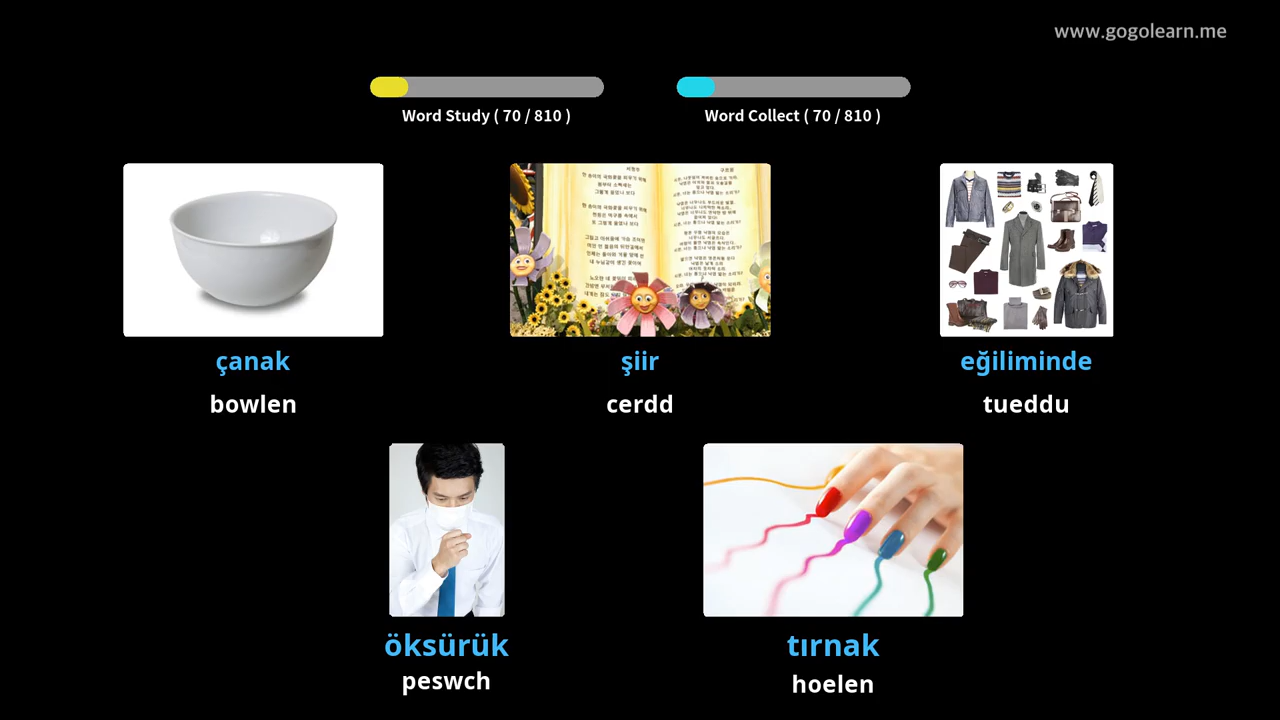 www.gogolearn.me
Word Study ( 70 / 810 )
Word Collect ( 70 / 810 )
çanak
şiir
eğiliminde
bowlen
cerdd
tueddu
öksürük
tırnak
peswch
hoelen